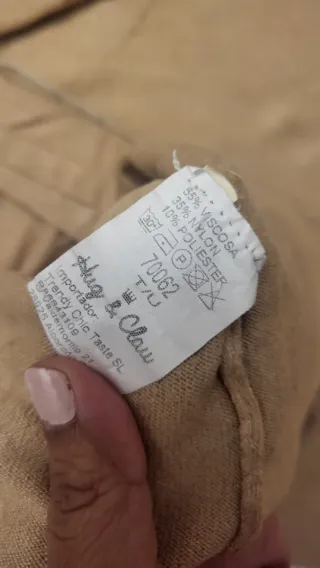 55% VISCOSA
35% NYLON
10% POLIESTER
30°
P
70062
T/U
Hug & Clau
Importador:
Trendy Chic Taste SL